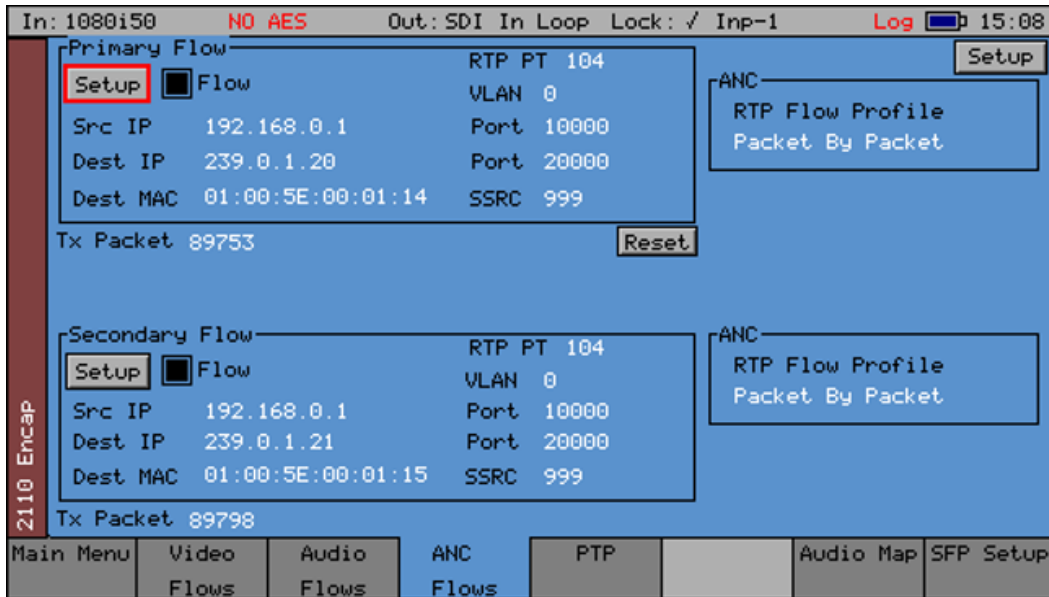 In: 1080i50 NO AES Out: SDI In Loop Lock: √ Inp-1 Log 15:08
Primary Flow
Setup Flow
RTP PT 104
VLAN 0
Src IP 192.168.0.1 Port 10000
Dest IP 239.0.1.20 Port 20000
Dest MAC 01:00:5E:00:01:14 SSRC 999
Setup
ANC
RTP Flow Profile
Packet By Packet
Tx Packet 89753 Reset
Secondary Flow
Setup Flow
RTP PT 104
VLAN 0
Src IP 192.168.0.1 Port 10000
Dest IP 239.0.1.21 Port 20000
Dest MAC 01:00:5E:00:01:15 SSRC 999
ANC
RTP Flow Profile
Packet By Packet
Tx Packet 89798
2110 Encap
Main Menu
Video
Flows
Audio
Flows
ANC
Flows
PTP
Audio Map
SFP Setup